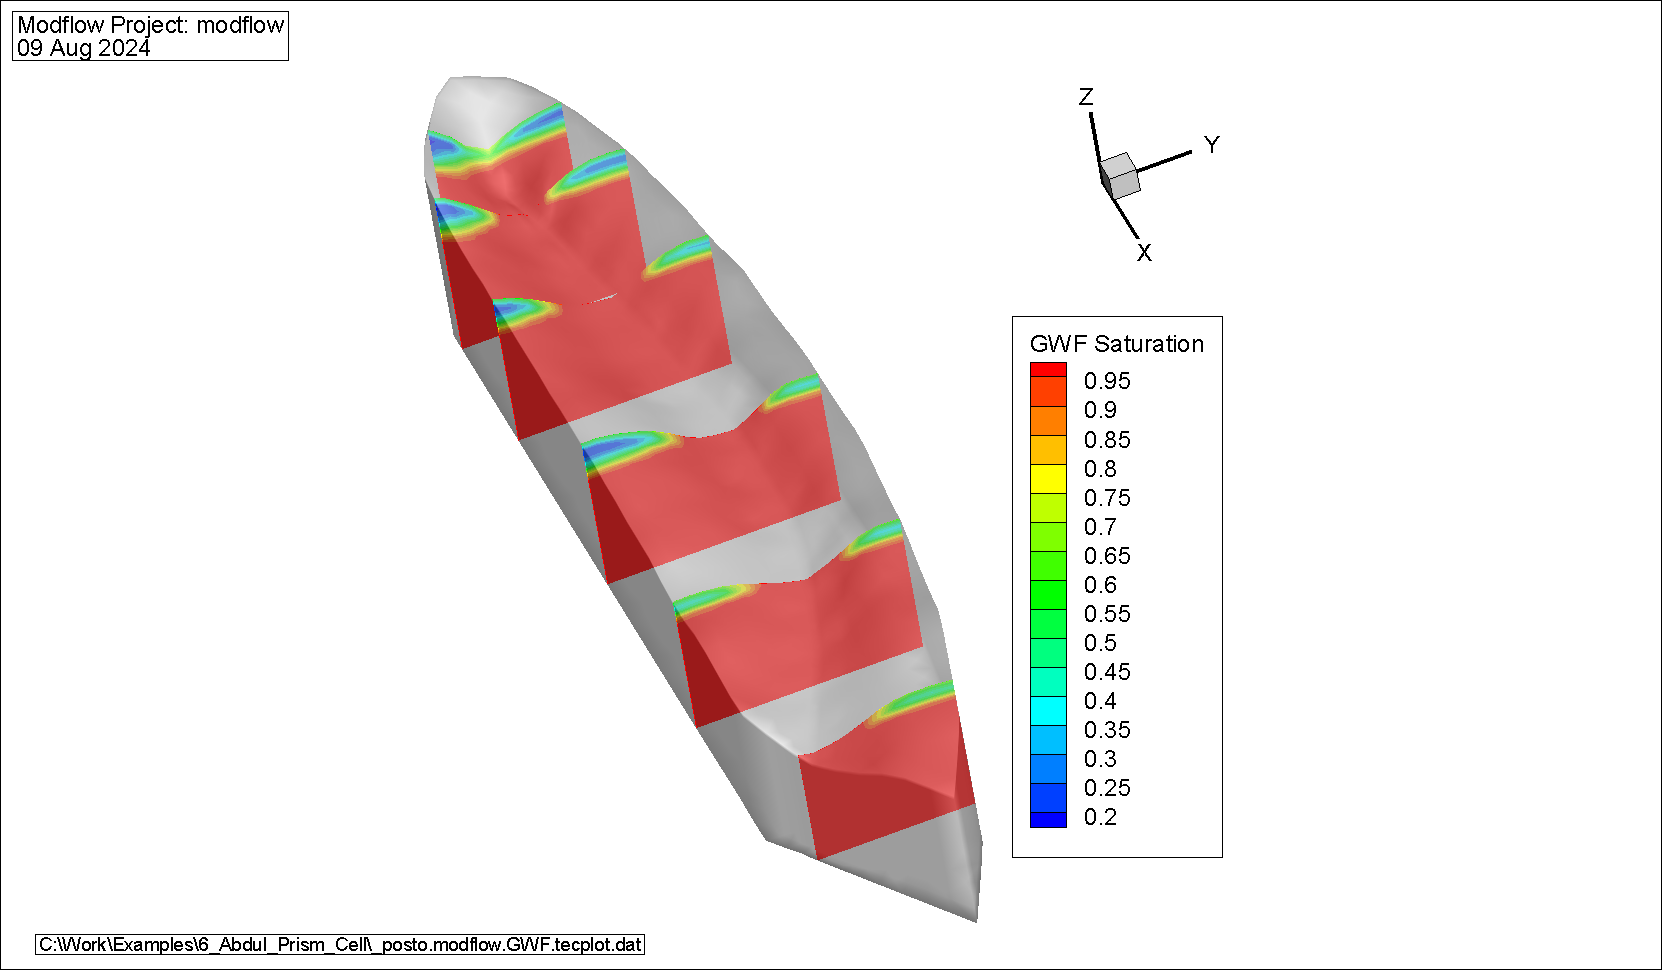 Modflow Project: modflow
09 Aug 2024
Z
Y
X
GWF Saturation
0.95
0.9
0.85
0.8
0.75
0.7
0.65
0.6
0.55
0.5
0.45
0.4
0.35
0.3
0.25
0.2
C:\Work\Examples\6_Abdul_Prism_Cell\_posto.modflow.GWF.tecplot.dat